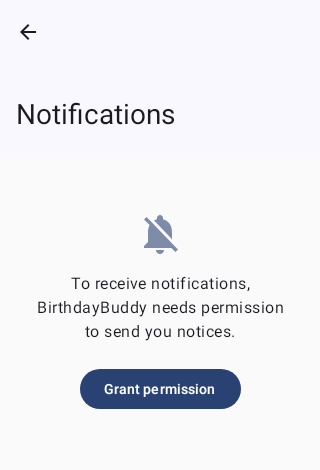 Notifications
To receive notifications,
BirthdayBuddy needs permission
to send you notices.
Grant permission